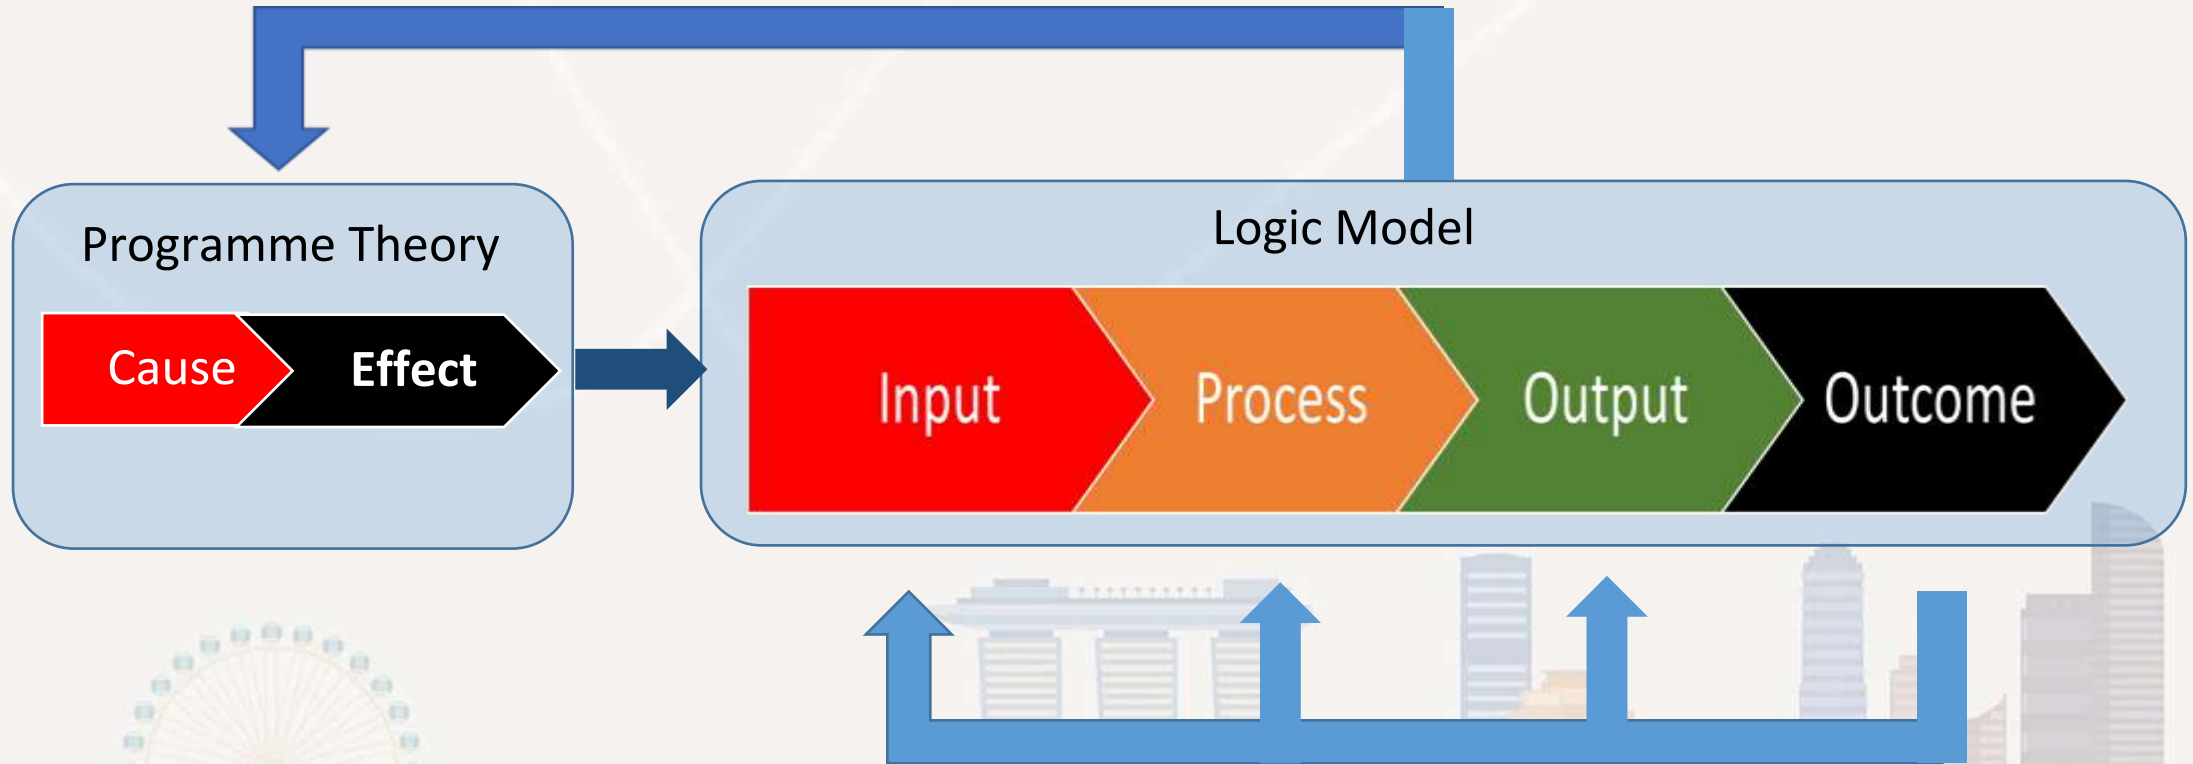 Programme Theory
Cause
Effect
Logic Model
Input
Process
Output
Outcome